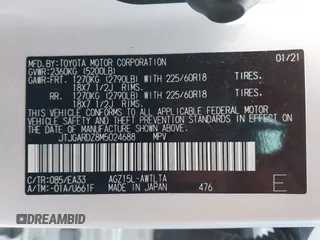 MFD. BY: TOYOTA MOTOR CORPORATION 01/21
GVWR: 2360KG (5200LB)
GAWR: FRT. 1270KG (2790LB) WITH 225/60R18 TIRES.
18X7 1/2J RIMS.
RR. 1270KG (2790LB) WITH 225/60R18 TIRES.
18X7 1/2J RIMS.
THIS VEHICLE CONFORMS TO ALL APPLICABLE FEDERAL
MOTOR VEHICLE SAFETY AND THEFT PREVENTION STANDARDS
IN EFFECT ON THE DATE OF MANUFACTURE SHOWN ABOVE.
JTJGARDZ8M5024688 MPV
C/TR: 085/EA33 AGZ15L-AWTLTA
A/TM: -01A/U661F MADE IN JAPAN 476 E
© DREAMBID
DREAMBID.COM